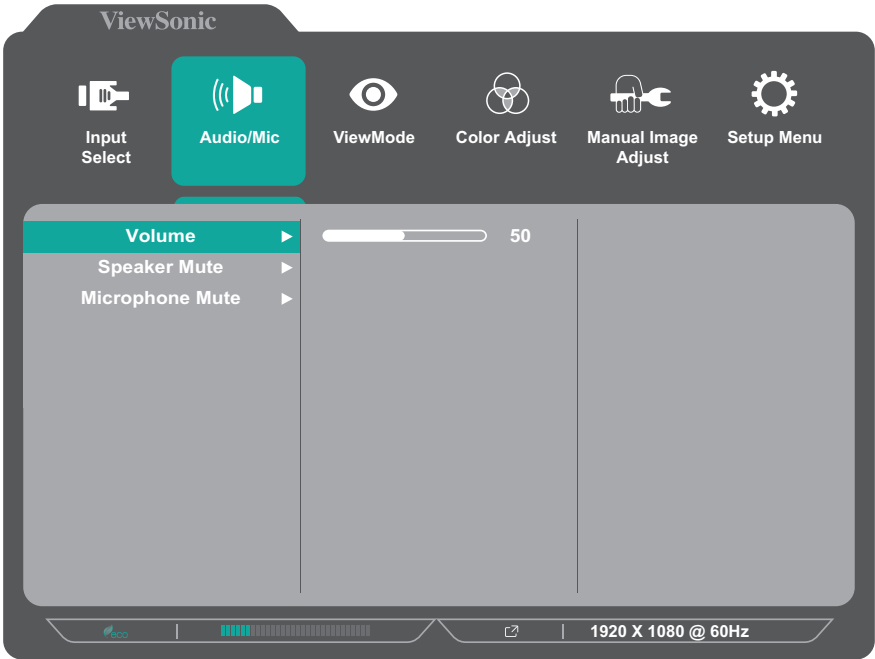 ViewSonic
Input
Select
Audio/Mic
ViewMode
Color Adjust
Manual Image
Adjust
Setup Menu
Volume
50
Speaker Mute
Microphone Mute
eco
1920 X 1080 @ 60Hz